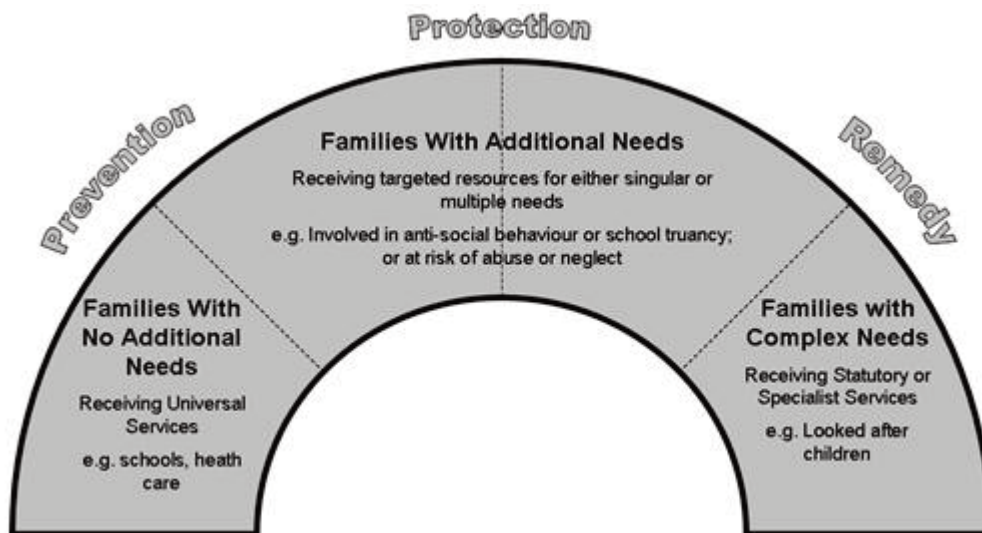 Protection
Prevention
Remedy
Families With Additional Needs
Receiving targeted resources for either singular or
multiple needs
e.g. Involved in anti-social behaviour or school truancy;
or at risk of abuse or neglect
Families With
No Additional
Needs
Receiving Universal
Services
e.g. schools, heath
care
Families with
Complex Needs
Receiving Statutory or
Specialist Services
e.g. Looked after
children